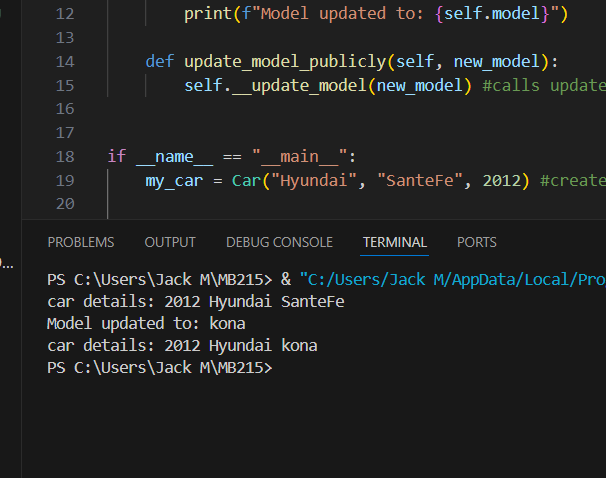 12 print(f"Model updated to: {self.model}")
13
14 def update_model_publicly(self, new_model):
15 self.__update_model(new_model) #calls update
16
17
18 if __name__ == "__main__":
19 my_car = Car("Hyundai", "SanteFe", 2012) #create
20
PROBLEMS OUTPUT DEBUG CONSOLE TERMINAL PORTS
PS C:\Users\Jack M\MB215> & "C:/Users/Jack M/AppData/Local/Pro
car details: 2012 Hyundai SanteFe
Model updated to: kona
car details: 2012 Hyundai kona
PS C:\Users\Jack M\MB215>